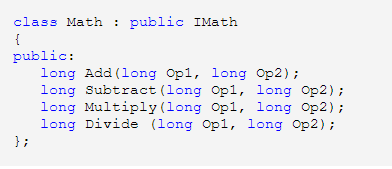 class Math : public IMath
{
public:
   long Add(long Op1, long Op2);
   long Subtract(long Op1, long Op2);
   long Multiply(long Op1, long Op2);
   long Divide (long Op1, long Op2);
};